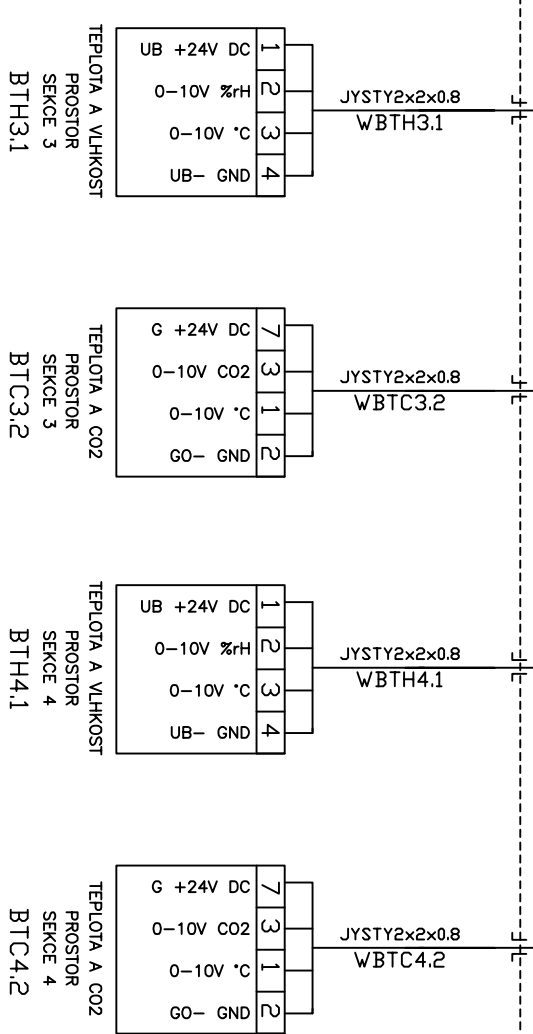 UB +24V DC 1
0-10V %rH 2
0-10V °C 3
UB- GND 4
TEPLOTA A VLHKOST
PROSTOR
SEKCE 3
BTH3.1
JYSTY2x2x0.8
WBTH3.1
G +24V DC 7
0-10V CO2 3
0-10V °C 1
GO- GND 2
TEPLOTA A CO2
PROSTOR
SEKCE 3
BTC3.2
JYSTY2x2x0.8
WBTC3.2
UB +24V DC 1
0-10V %rH 2
0-10V °C 3
UB- GND 4
TEPLOTA A VLHKOST
PROSTOR
SEKCE 4
BTH4.1
JYSTY2x2x0.8
WBTH4.1
G +24V DC 7
0-10V CO2 3
0-10V °C 1
GO- GND 2
TEPLOTA A CO2
PROSTOR
SEKCE 4
BTC4.2
JYSTY2x2x0.8
WBTC4.2